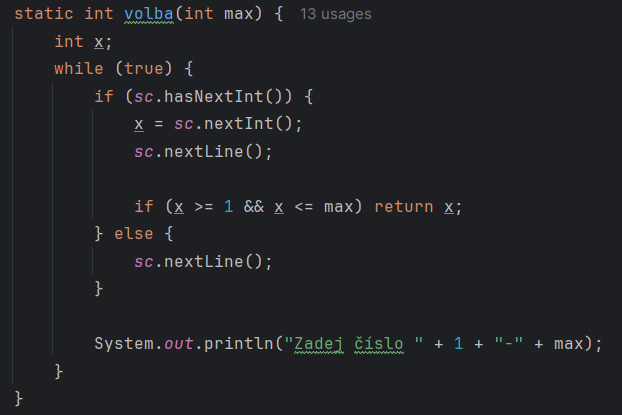 static int volba(int max) { 13 usages
int x;
while (true) {
if (sc.hasNextInt()) {
x = sc.nextInt();
sc.nextLine();
if (x >= 1 && x <= max) return x;
} else {
sc.nextLine();
}
System.out.println("Zadej číslo " + 1 + "-" + max);
}
}